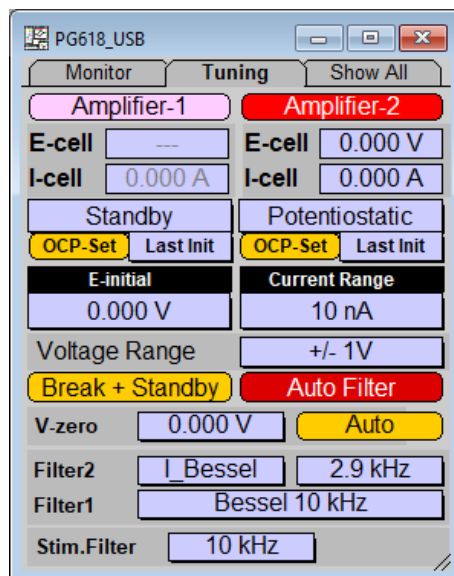 PG618_USB
Monitor Tuning Show All
Amplifier-1 Amplifier-2
E-cell --- E-cell 0.000 V
I-cell 0.000 A I-cell 0.000 A
Standby Potentiostatic
OCP-Set Last Init OCP-Set Last Init
E-initial Current Range
0.000 V 10 nA
Voltage Range +/- 1V
Break + Standby Auto Filter
V-zero 0.000 V Auto
Filter2 I_Bessel 2.9 kHz
Filter1 Bessel 10 kHz
Stim.Filter 10 kHz